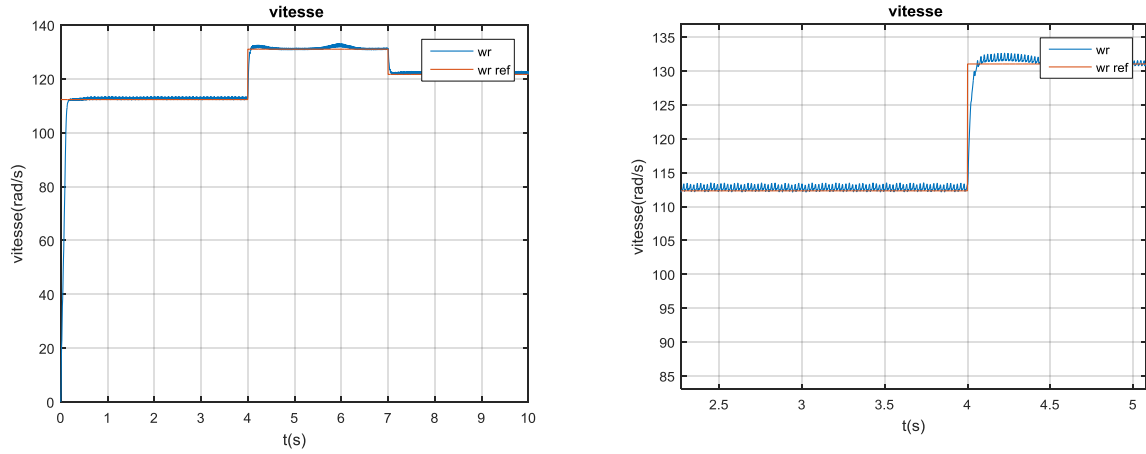 vitesse
140
120
100
80
60
40
20
0
vitesse(rad/s)
wr
wr ref
0 1 2 3 4 5 6 7 8 9 10
t(s)
vitesse
135
130
125
120
115
110
105
100
95
90
85
vitesse(rad/s)
wr
wr ref
2.5 3 3.5 4 4.5 5
t(s)